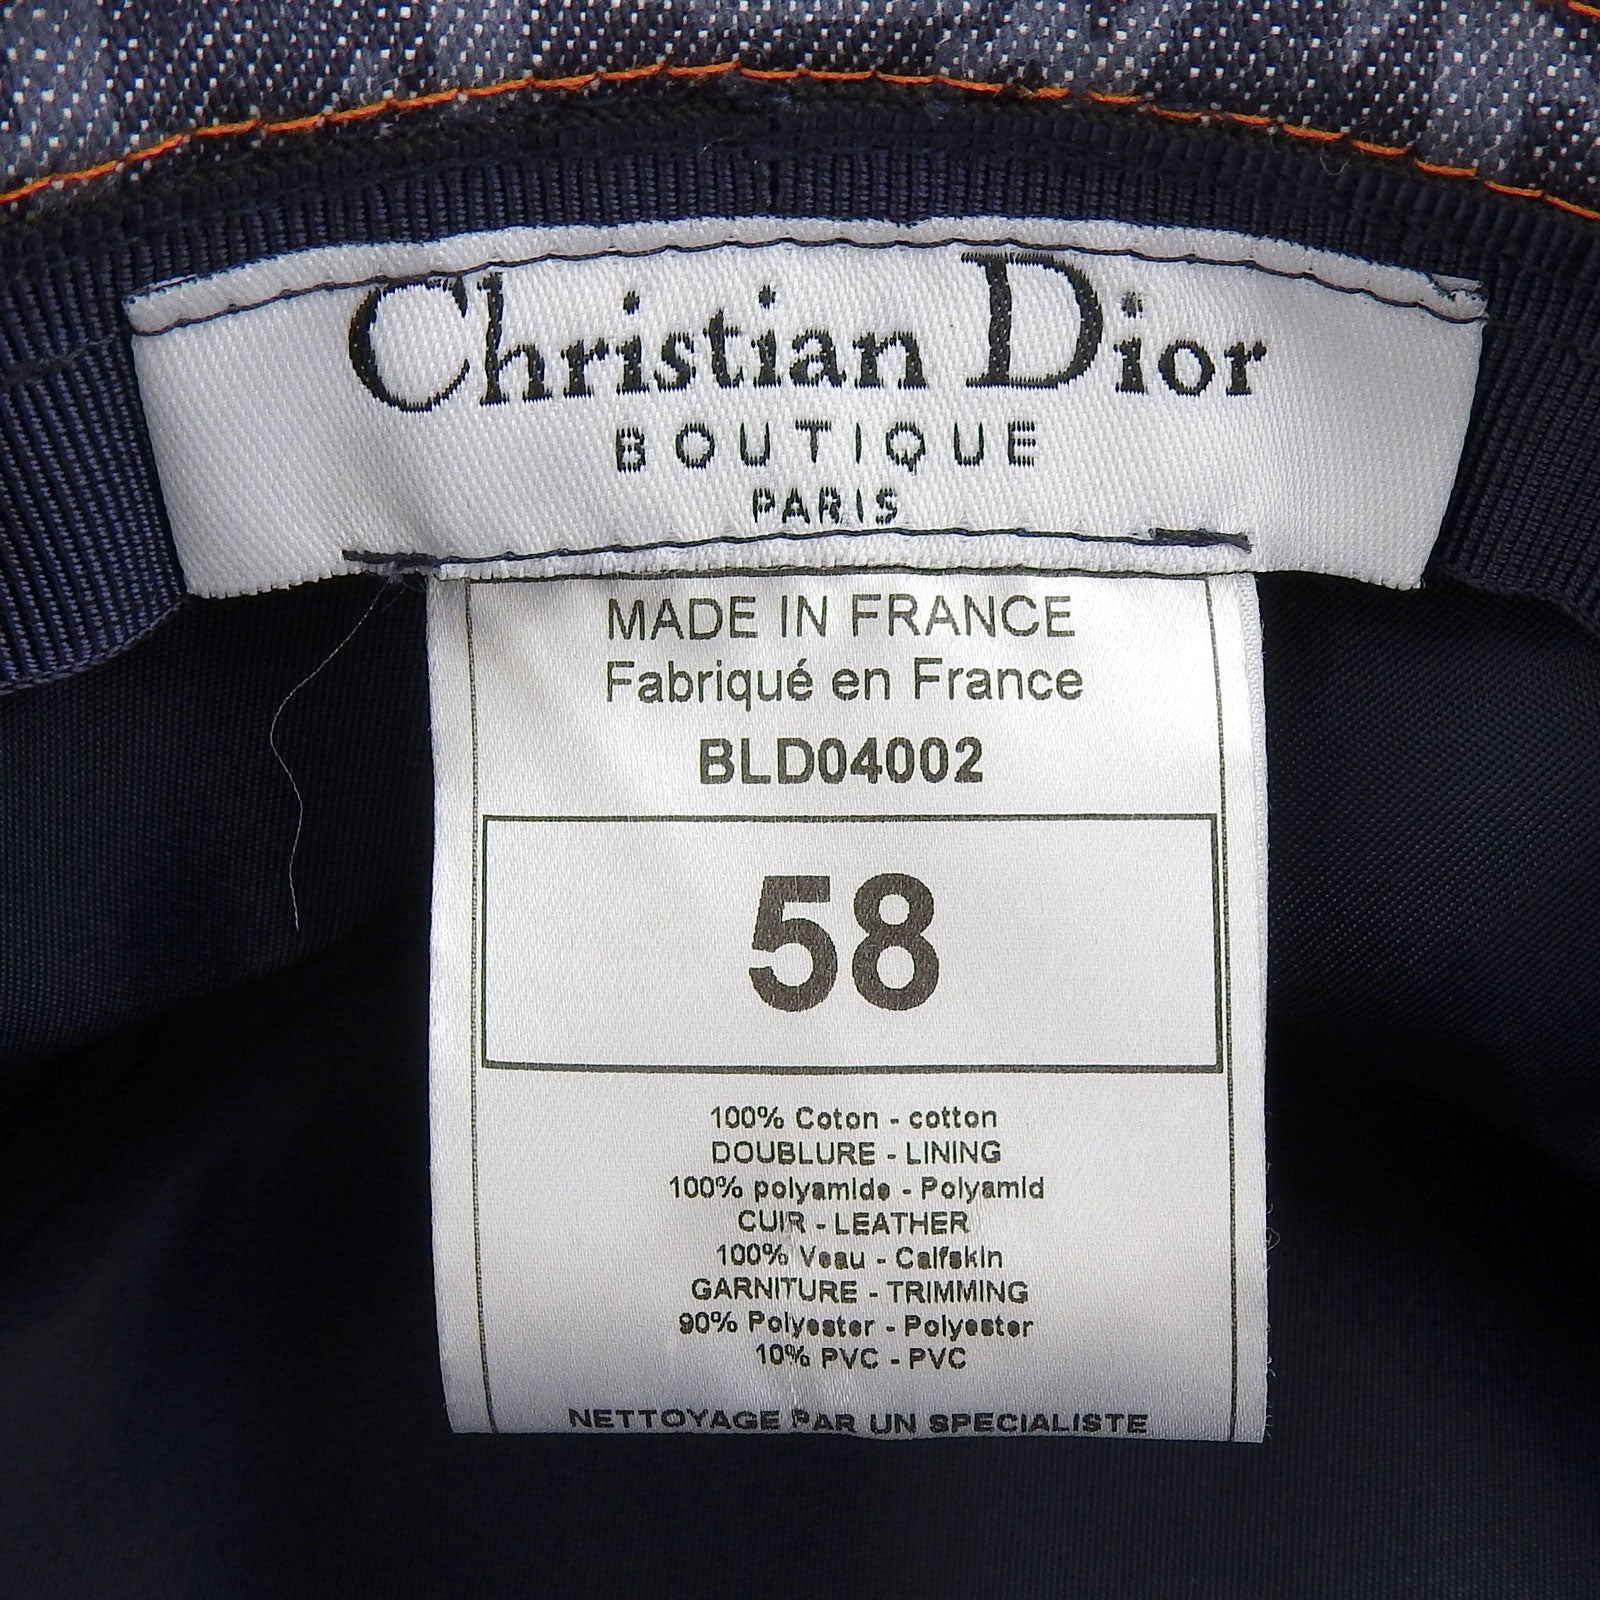 Christian Dior
BOUTIQUE
PARIS
MADE IN FRANCE
Fabriqué en France
BLD04002
58
100% Coton - cotton
DOUBLURE - LINING
100% polyamide - Polyamid
CUIR - LEATHER
100% Veau - Calfskin
GARNITURE - TRIMMING
90% Polyester - Polyester
10% PVC - PVC
NETTOYAGE PAR UN SPECIALISTE